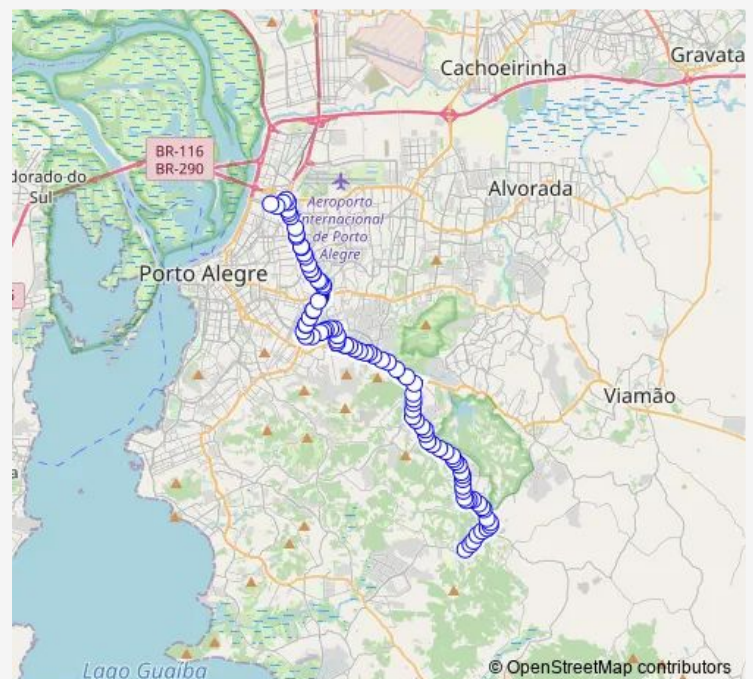 Cachoeirinha
Gravata
BR-116
BR-290
dorado do
Sul
Alvorada
Aeroporto
Internacional
de Porto
Alegre
Porto Alegre
Viamão
Lago Guaíba
© OpenStreetMap contributors